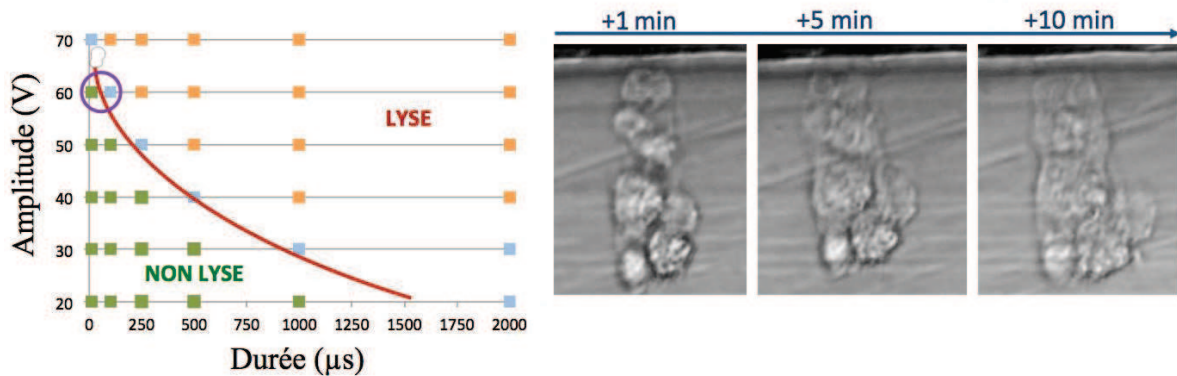 +1 min +5 min +10 min
70
60
50
40
30
20
Amplitude (V)
LYSE
NON LYSE
0 250 500 750 1000 1250 1500 1750 2000
Durée (µs)